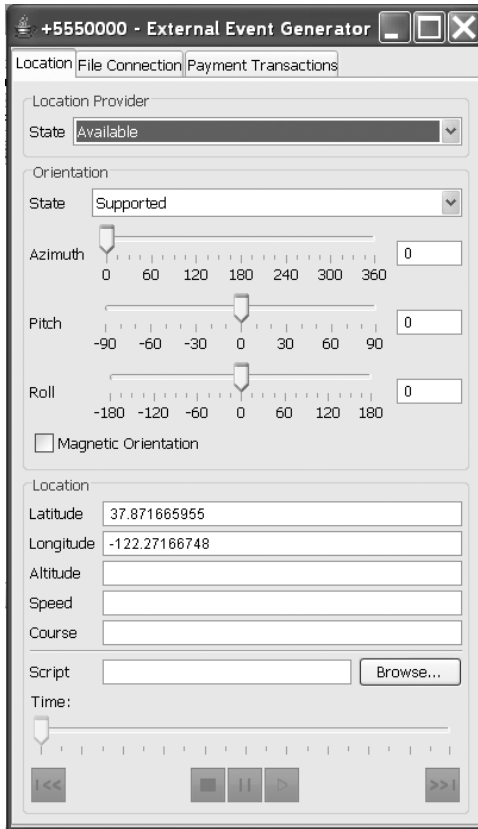 +5550000 - External Event Generator
Location File Connection Payment Transactions
Location Provider
State Available
Orientation
State Supported
Azimuth 0
0 60 120 180 240 300 360
Pitch 0
-90 -60 -30 0 30 60 90
Roll 0
-180 -120 -60 0 60 120 180
Magnetic Orientation
Location
Latitude 37.871665955
Longitude -122.27166748
Altitude
Speed
Course
Script Browse...
Time: